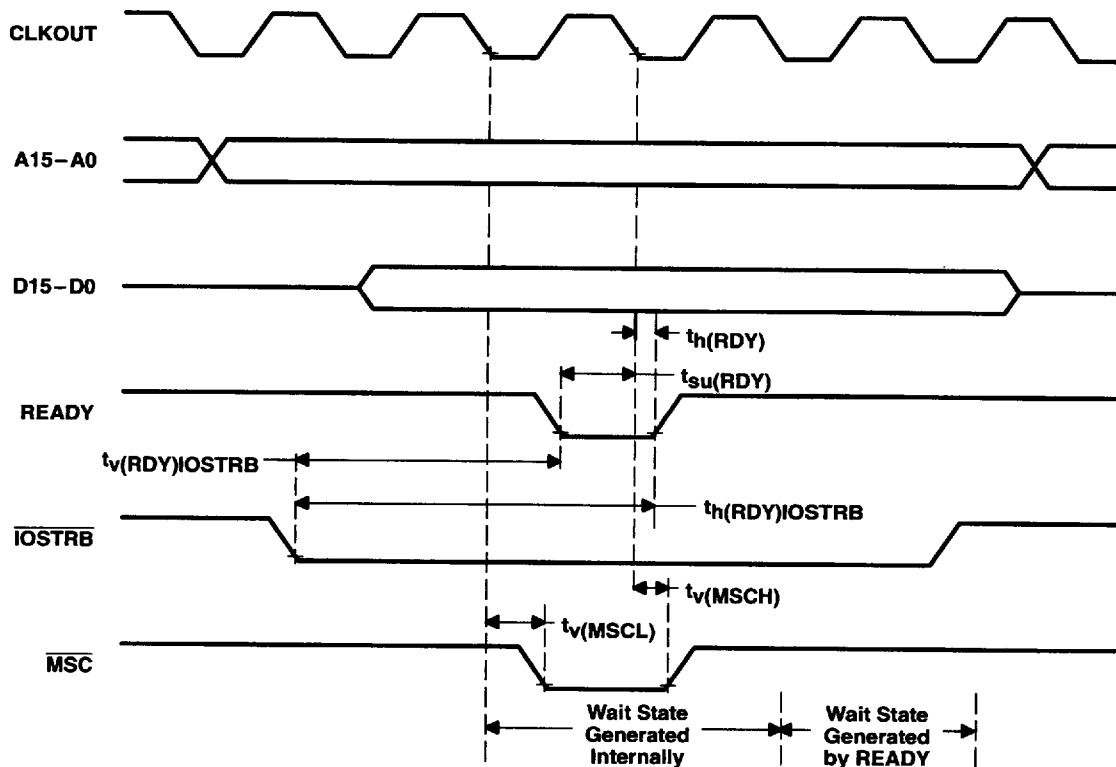 CLKOUT
A15–A0
D15–D0
th(RDY)
tsu(RDY)
READY
tv(RDY)IOSTRB
th(RDY)IOSTRB
IOSTRB
tv(MSCH)
tv(MSCL)
MSC
Wait State
Generated
Internally
Wait State
Generated
by READY